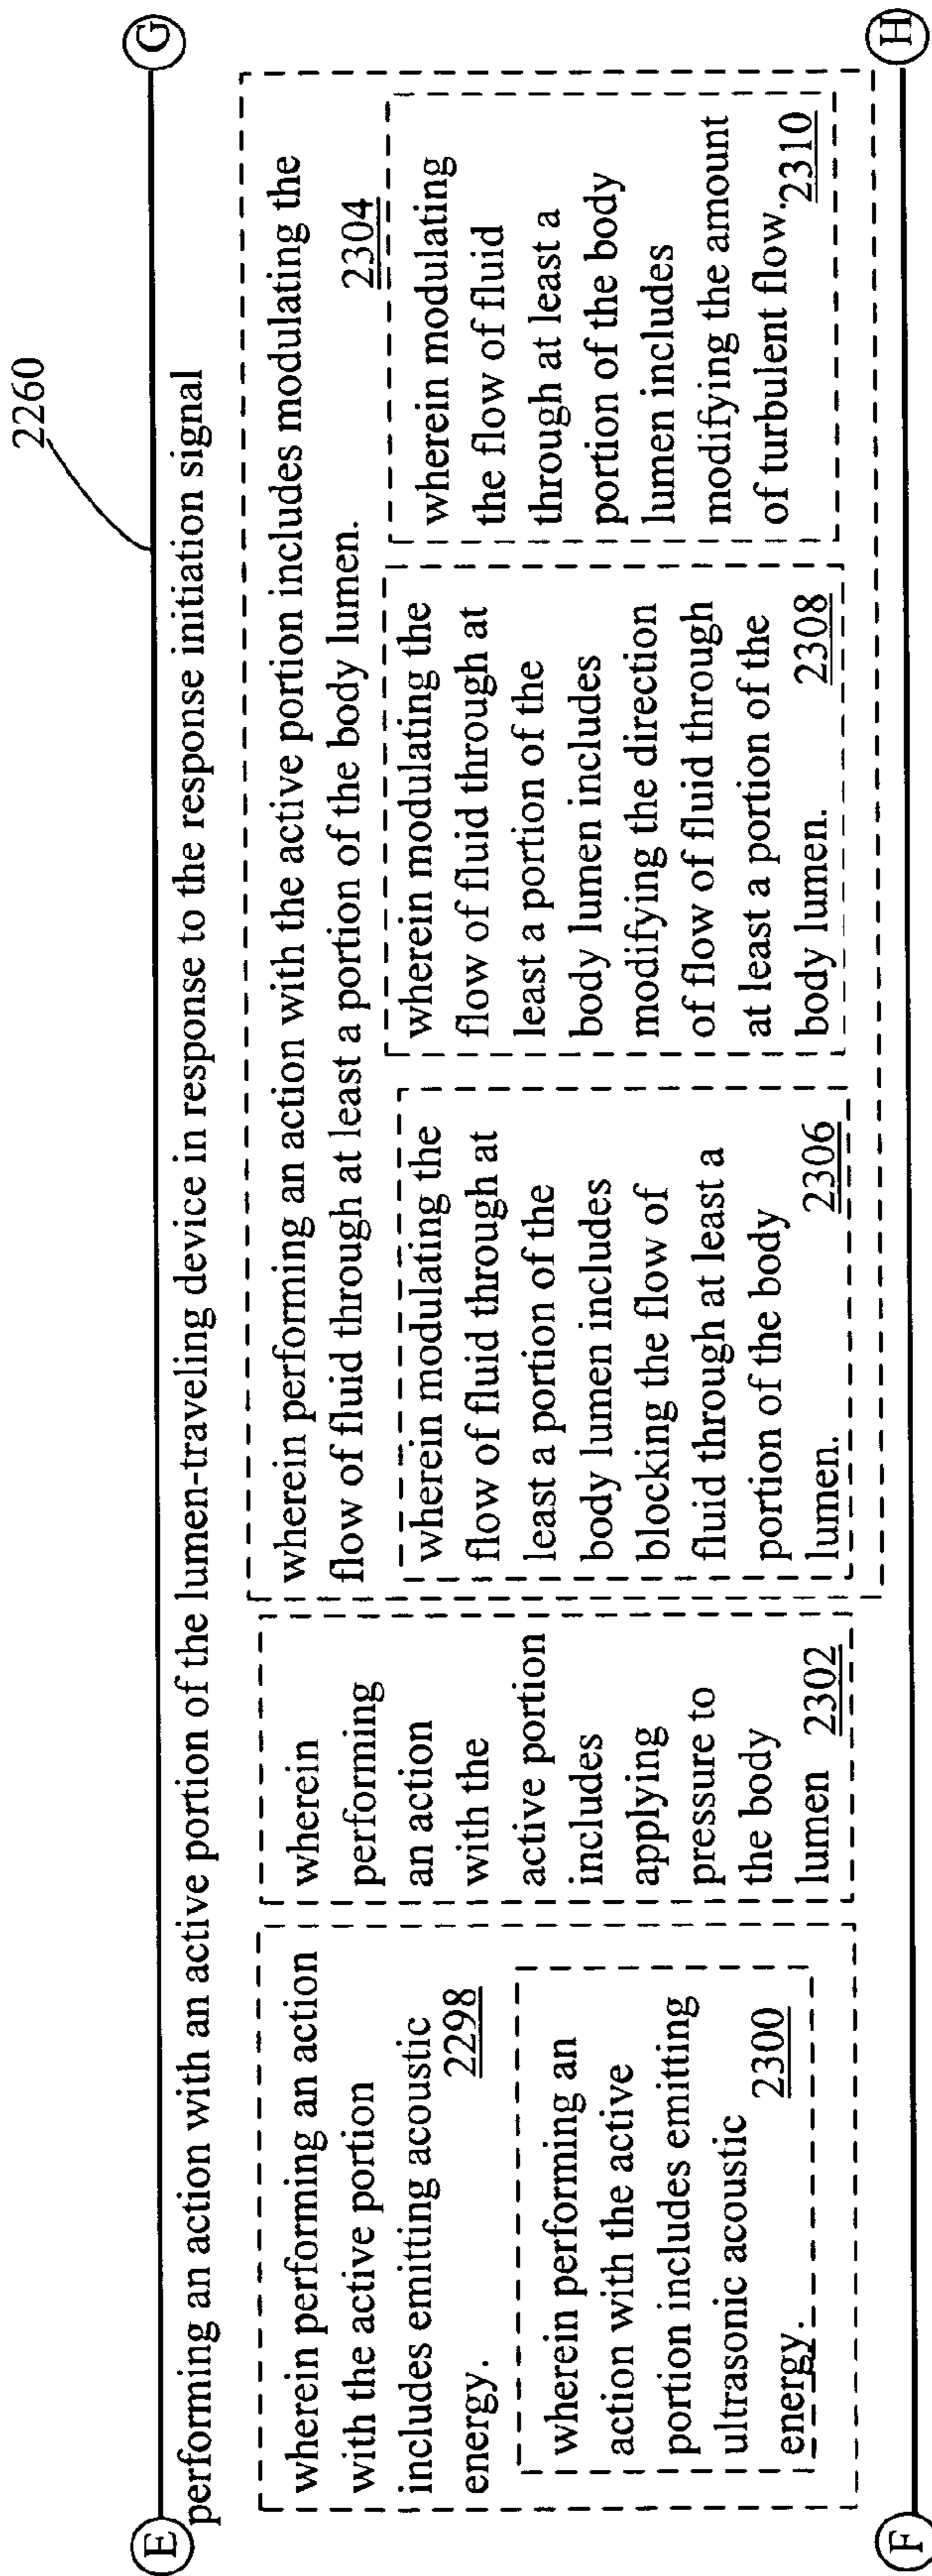 2260
E
G
performing an action with an active portion of the lumen-traveling device in response to the response initiation signal
wherein performing an action
with the active portion
includes emitting acoustic
energy.
2298
wherein performing an
action with the active
portion includes emitting
ultrasonic acoustic
energy.
2300
wherein
performing
an action
with the
active portion
includes
applying
pressure to
the body
lumen 2302
wherein performing an action with the active portion includes modulating the
flow of fluid through at least a portion of the body lumen.
2304
wherein modulating the
flow of fluid through at
least a portion of the
body lumen includes
blocking the flow of
fluid through at least a
portion of the body
lumen.
2306
wherein modulating the
flow of fluid through at
least a portion of the
body lumen includes
modifying the direction
of flow of fluid through
at least a portion of the
body lumen. 2308
wherein modulating
the flow of fluid
through at least a
portion of the body
lumen includes
modifying the amount
of turbulent flow. 2310
F
H